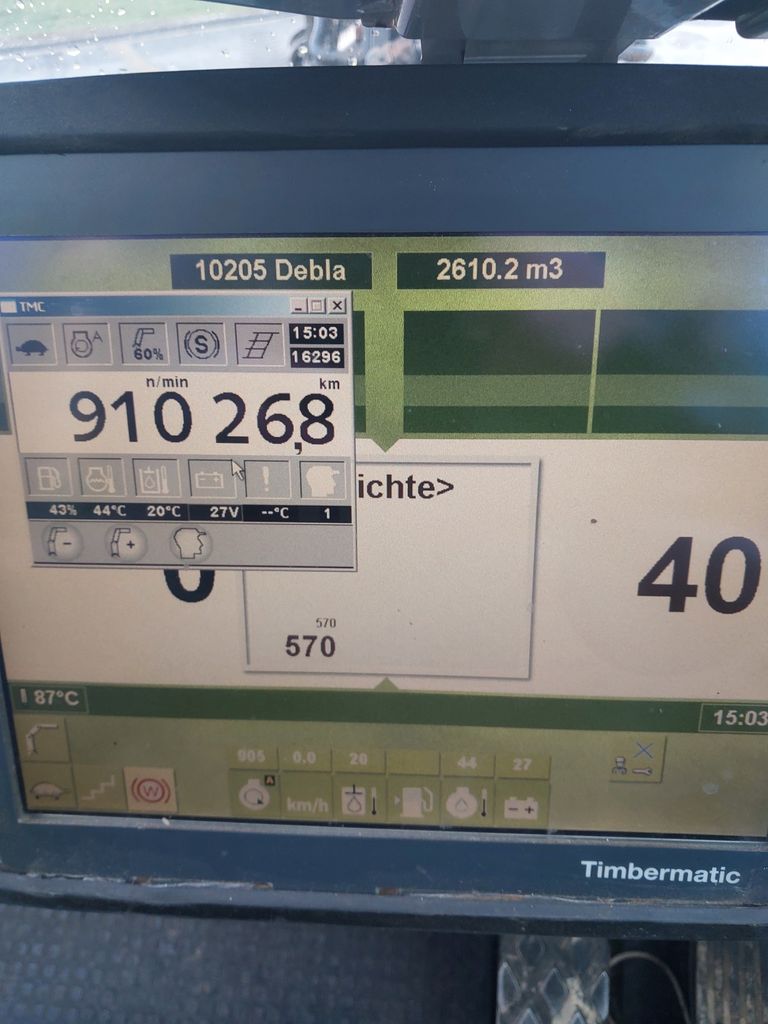 10205 Debla
2610.2 m3
TMC
A
60%
S
15:03
16296
n/min
km
910
26,8
43%
44°C
20°C
27V
--°C
1
-
+
ichte>
40
570
570
87°C
15:03
905
0.0
20
44
27
W
A
km/h
Timbermatic